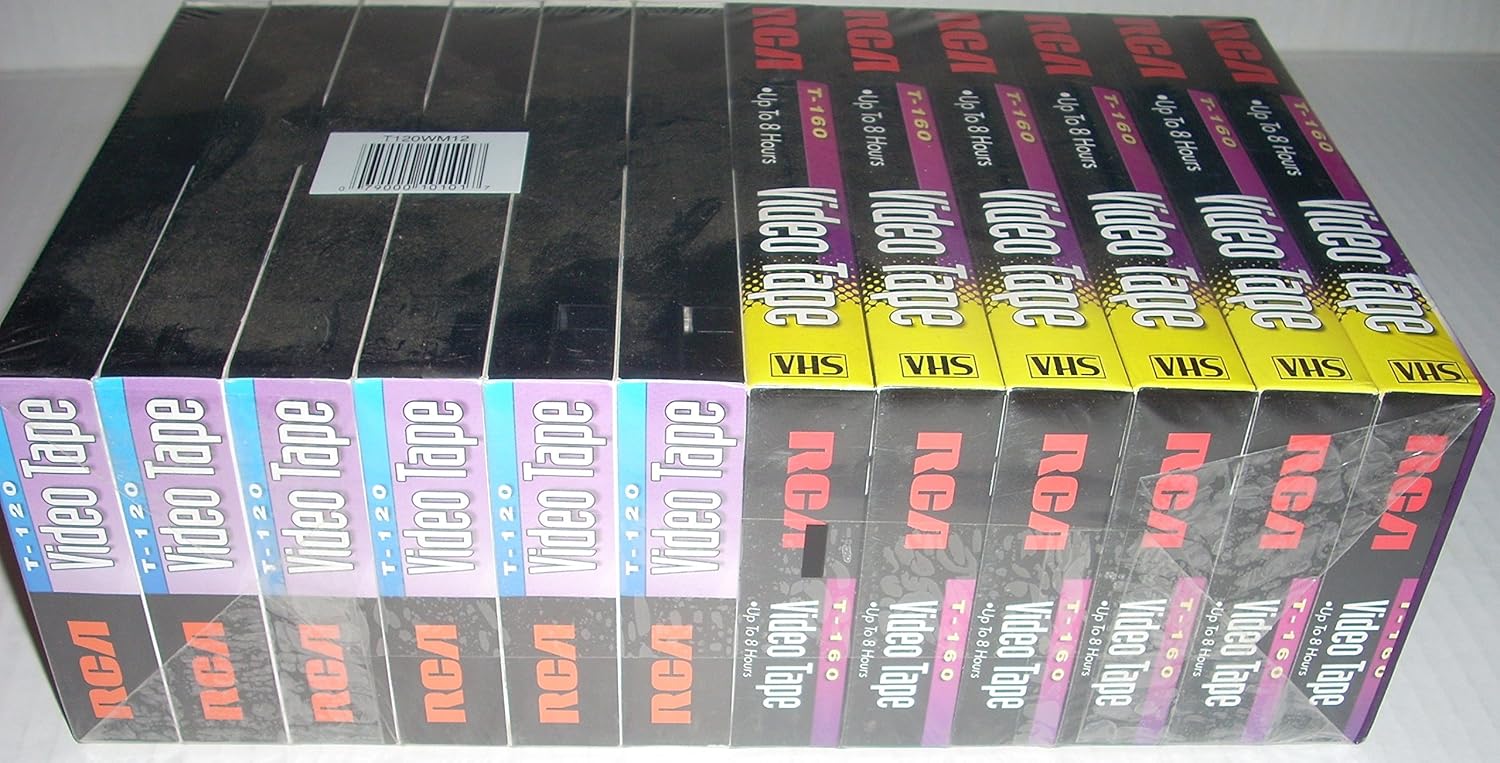 T120WM12
0 79000 10101 7
RCA
T-160
•Up To 8 Hours
Video Tape
VHS
RCA
T-160
•Up To 8 Hours
Video Tape
VHS
RCA
T-160
•Up To 8 Hours
Video Tape
VHS
RCA
T-160
•Up To 8 Hours
Video Tape
VHS
RCA
T-160
•Up To 8 Hours
Video Tape
VHS
RCA
T-160
•Up To 8 Hours
Video Tape
VHS
T-120
Video Tape
RCA
T-120
Video Tape
RCA
T-120
Video Tape
RCA
T-120
Video Tape
RCA
T-120
Video Tape
RCA
T-120
Video Tape
RCA
RCA
T-160
Video Tape
•Up To 8 Hours
RCA
T-160
Video Tape
•Up To 8 Hours
RCA
T-160
Video Tape
•Up To 8 Hours
RCA
T-160
Video Tape
•Up To 8 Hours
RCA
T-160
Video Tape
•Up To 8 Hours
RCA
T-160
Video Tape
•Up To 8 Hours